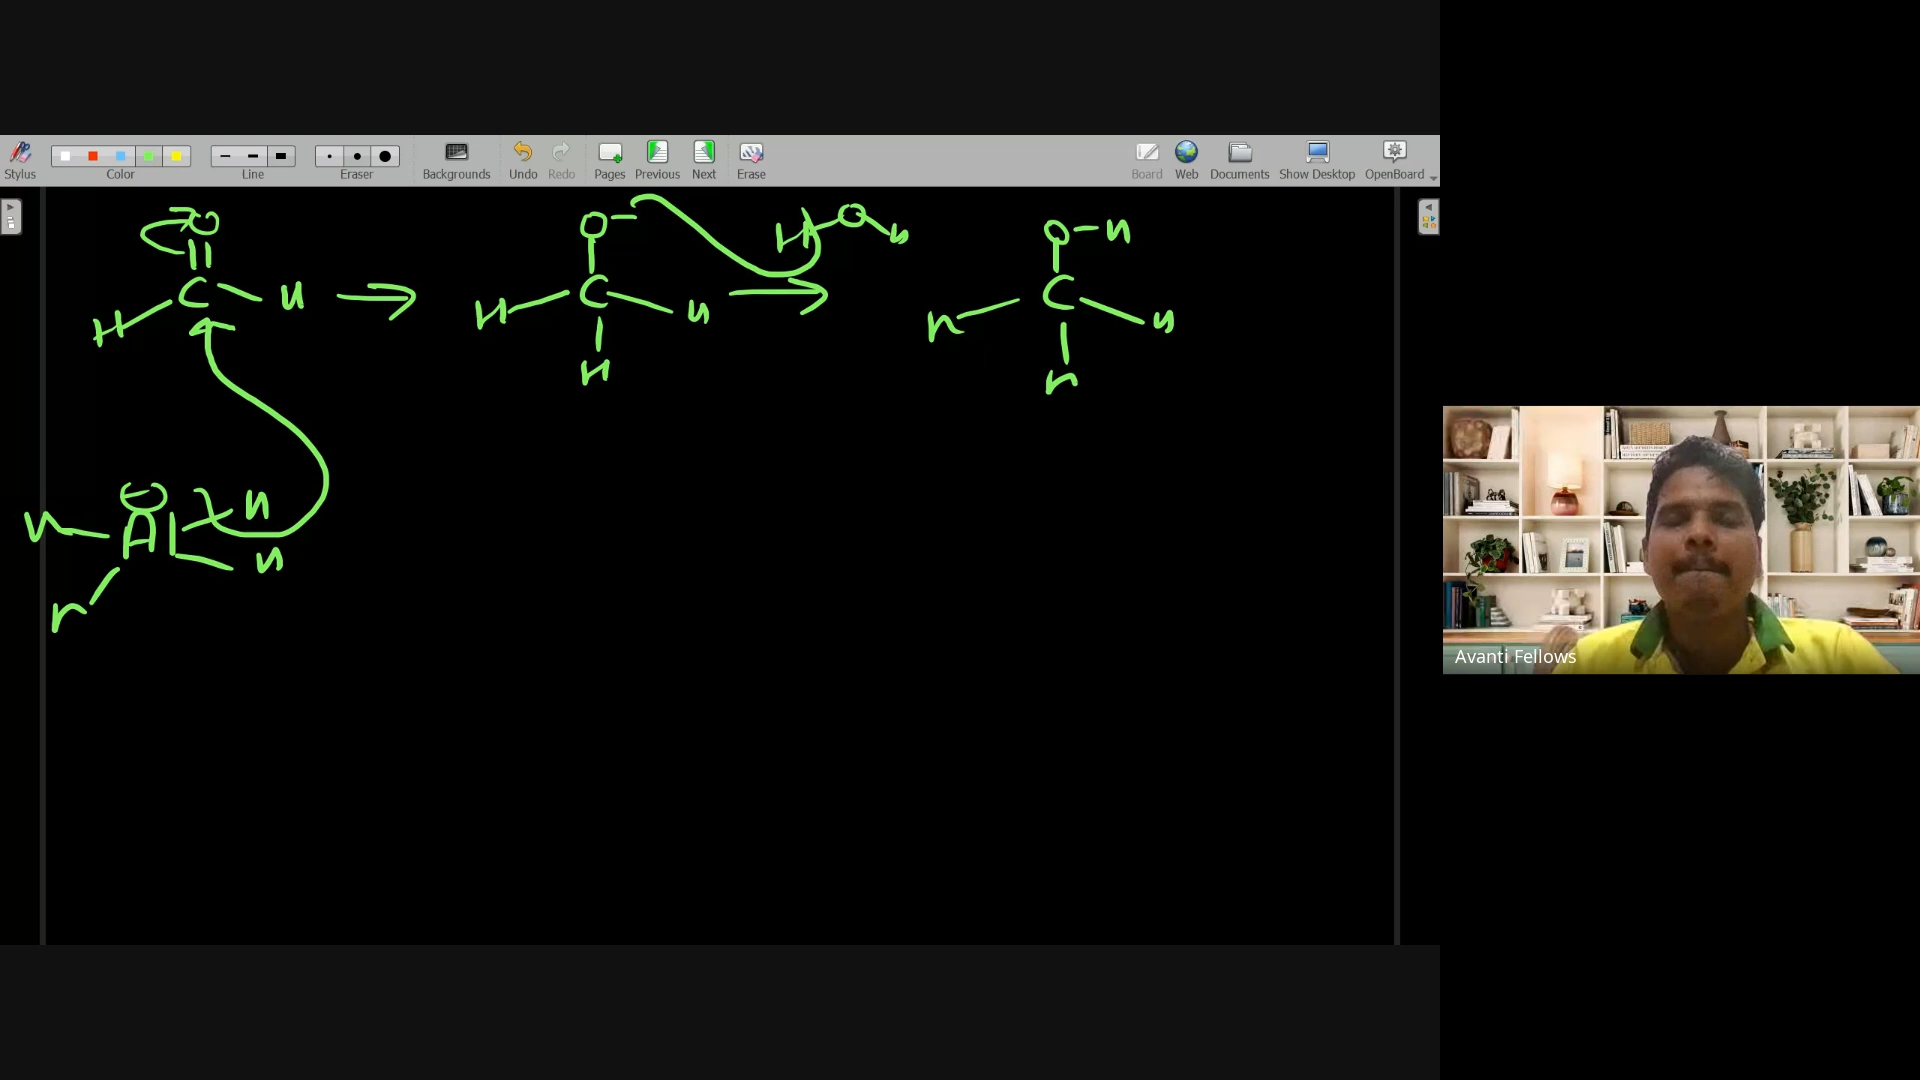 Stylus Color Line Eraser Backgrounds Undo Redo Pages Previous Next Erase Board Web Documents Show Desktop OpenBoard
O O − H O H O − H
C H C H C H
H H H
H H
H Al H
H
H
Avanti Fellows